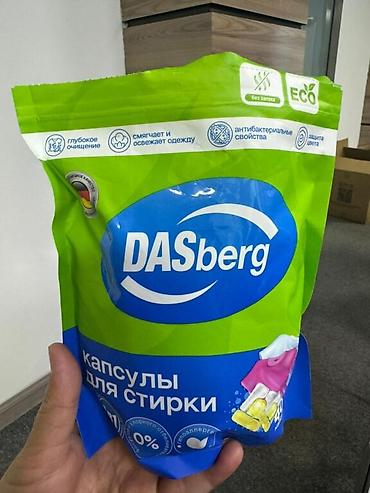 без запаха
ECO
глубокое
очищение
смягчает и
освежает одежду
антибактериальные
свойства
защита
цвета
DASberg
капсулы
для стирки
0%